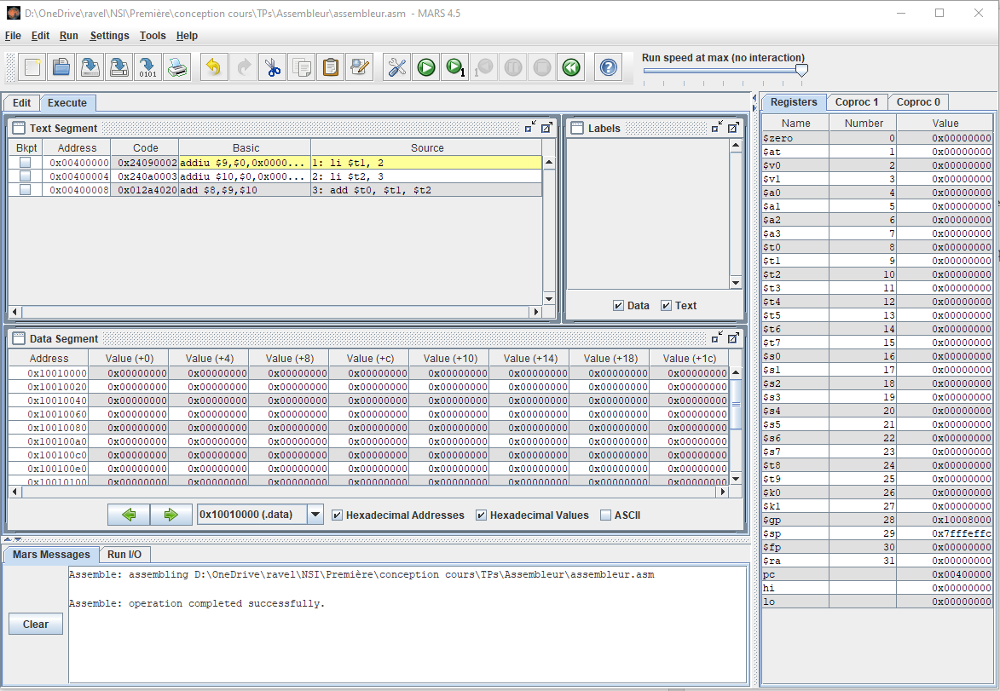 D:\OneDrive\ravel\NSI\Première\conception cours\TPs\Assembleur\assembleur.asm - MARS 4.5
File Edit Run Settings Tools Help
0101 1 1 Run speed at max (no interaction)
Edit Execute
Text Segment
Bkpt Address Code Basic Source
0x00400000 0x24090002 addiu $9,$0,0x0000... 1: li $t1, 2
0x00400004 0x240a0003 addiu $10,$0,0x000... 2: li $t2, 3
0x00400008 0x012a4020 add $8,$9,$10 3: add $t0, $t1, $t2
Labels
Data Text
Data Segment
Address Value (+0) Value (+4) Value (+8) Value (+c) Value (+10) Value (+14) Value (+18) Value (+1c)
0x10010000 0x00000000 0x00000000 0x00000000 0x00000000 0x00000000 0x00000000 0x00000000 0x00000000
0x10010020 0x00000000 0x00000000 0x00000000 0x00000000 0x00000000 0x00000000 0x00000000 0x00000000
0x10010040 0x00000000 0x00000000 0x00000000 0x00000000 0x00000000 0x00000000 0x00000000 0x00000000
0x10010060 0x00000000 0x00000000 0x00000000 0x00000000 0x00000000 0x00000000 0x00000000 0x00000000
0x10010080 0x00000000 0x00000000 0x00000000 0x00000000 0x00000000 0x00000000 0x00000000 0x00000000
0x100100a0 0x00000000 0x00000000 0x00000000 0x00000000 0x00000000 0x00000000 0x00000000 0x00000000
0x100100c0 0x00000000 0x00000000 0x00000000 0x00000000 0x00000000 0x00000000 0x00000000 0x00000000
0x100100e0 0x00000000 0x00000000 0x00000000 0x00000000 0x00000000 0x00000000 0x00000000 0x00000000
0x10010100 0x00000000 0x00000000 0x00000000 0x00000000 0x00000000 0x00000000 0x00000000 0x00000000
0x10010000 (.data) Hexadecimal Addresses Hexadecimal Values ASCII
Mars Messages Run I/O
Assemble: assembling D:\OneDrive\ravel\NSI\Première\conception cours\TPs\Assembleur\assembleur.asm
Assemble: operation completed successfully.
Clear
Registers Coproc 1 Coproc 0
Name Number Value
$zero 0 0x00000000
$at 1 0x00000000
$v0 2 0x00000000
$v1 3 0x00000000
$a0 4 0x00000000
$a1 5 0x00000000
$a2 6 0x00000000
$a3 7 0x00000000
$t0 8 0x00000000
$t1 9 0x00000000
$t2 10 0x00000000
$t3 11 0x00000000
$t4 12 0x00000000
$t5 13 0x00000000
$t6 14 0x00000000
$t7 15 0x00000000
$s0 16 0x00000000
$s1 17 0x00000000
$s2 18 0x00000000
$s3 19 0x00000000
$s4 20 0x00000000
$s5 21 0x00000000
$s6 22 0x00000000
$s7 23 0x00000000
$t8 24 0x00000000
$t9 25 0x00000000
$k0 26 0x00000000
$k1 27 0x00000000
$gp 28 0x10008000
$sp 29 0x7fffeffc
$fp 30 0x00000000
$ra 31 0x00000000
pc 0x00400000
hi 0x00000000
lo 0x00000000